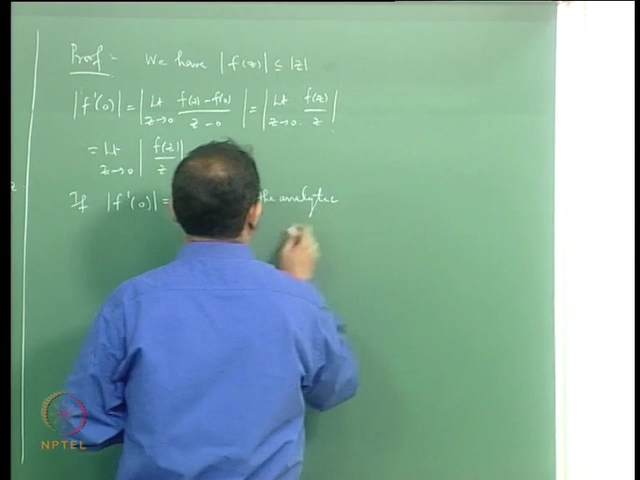 Proof :- We have |f(z)| ≤ |z|
|f'(0)| = | Lt z→0 f(z) - f(0) / z - 0 | = | Lt z→0 f(z) / z |
= Lt z→0 | f(z) / z |
If |f'(0)| = the analytic
NPTEL